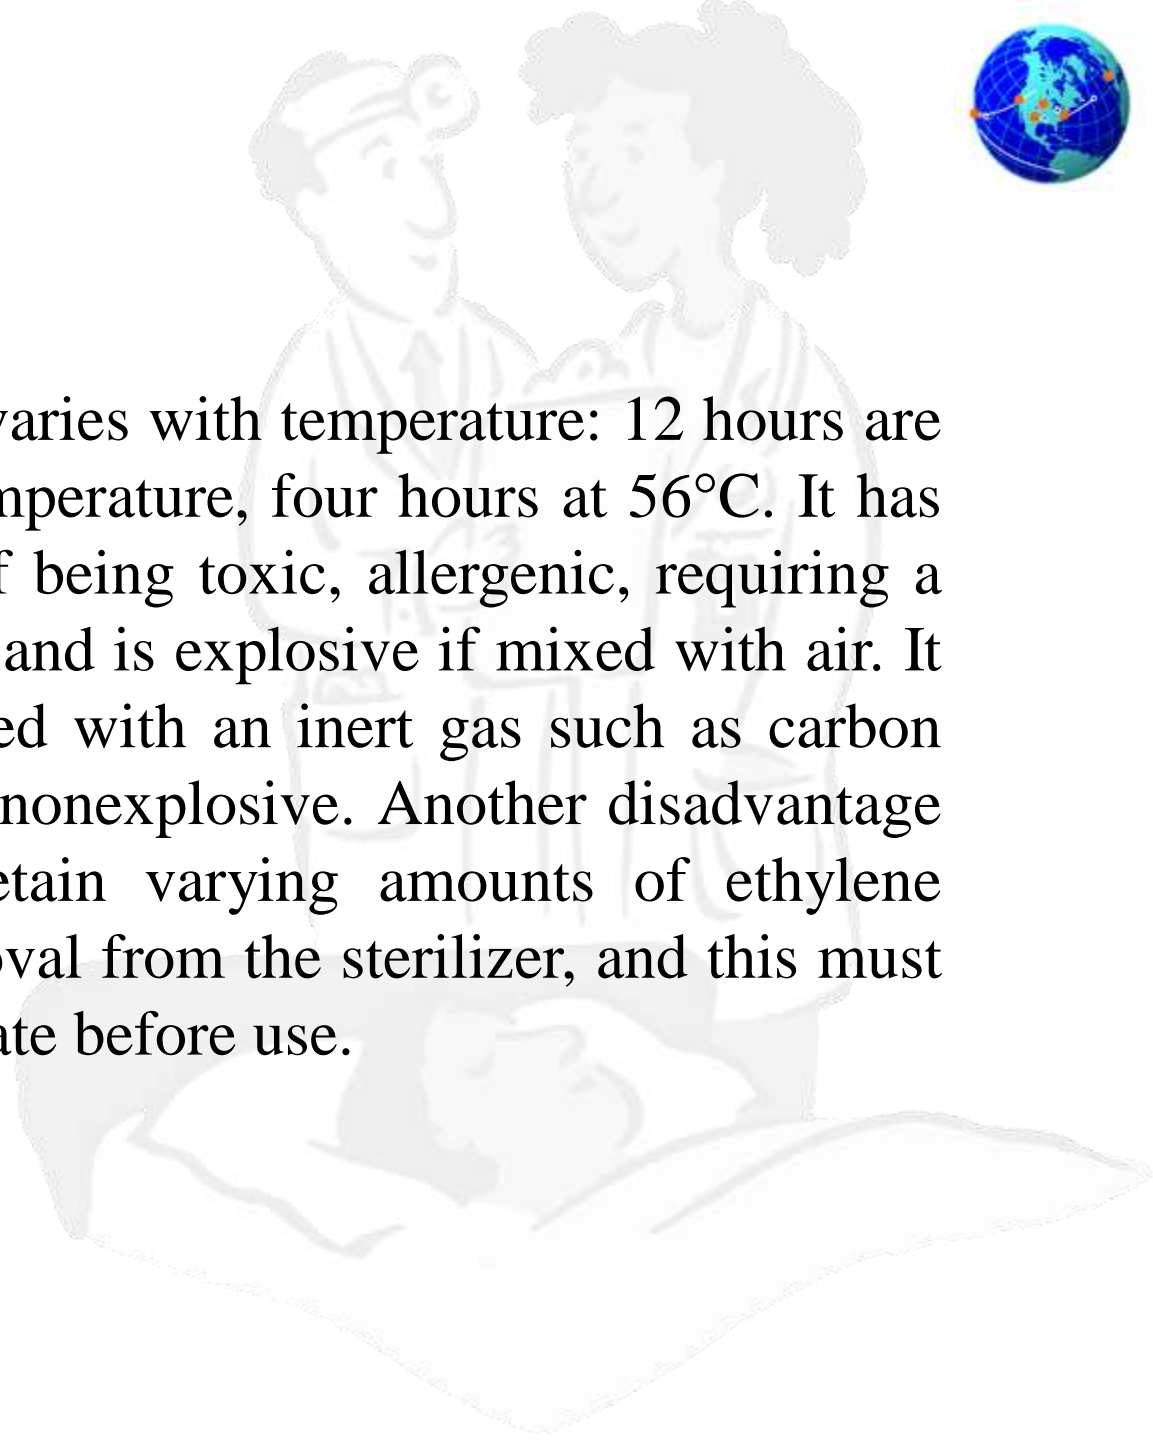 varies with temperature: 12 hours are
mperature, four hours at 56°C. It has
f being toxic, allergenic, requiring a
and is explosive if mixed with air. It
ed with an inert gas such as carbon
nonexplosive. Another disadvantage
etain varying amounts of ethylene
oval from the sterilizer, and this must
ate before use.